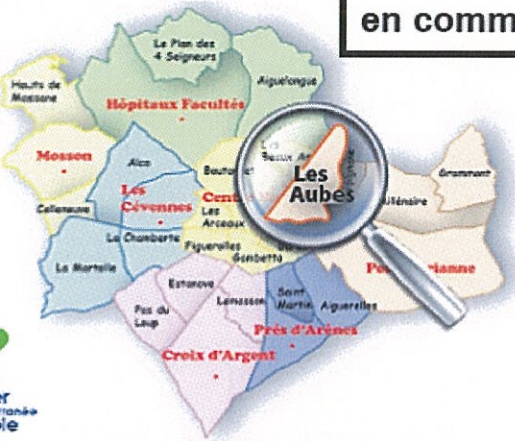 en comm
Le Plan des
4 Seigneurs
Hauts de
Massane
Aiguelongue
Hôpitaux Facultés
Mosson
Alco
Les
Aubes
Grammont
Celleneuve
Les
Cévennes
Cent
Les
Arceaux
Millénaire
La Chamberte
Figuerolles
Gambetta
La Martelle
Estanove
Lemasson
Saint
Martin
Aiguerelles
Pas du
Loup
Prés d'Arènes
Croix d'Argent